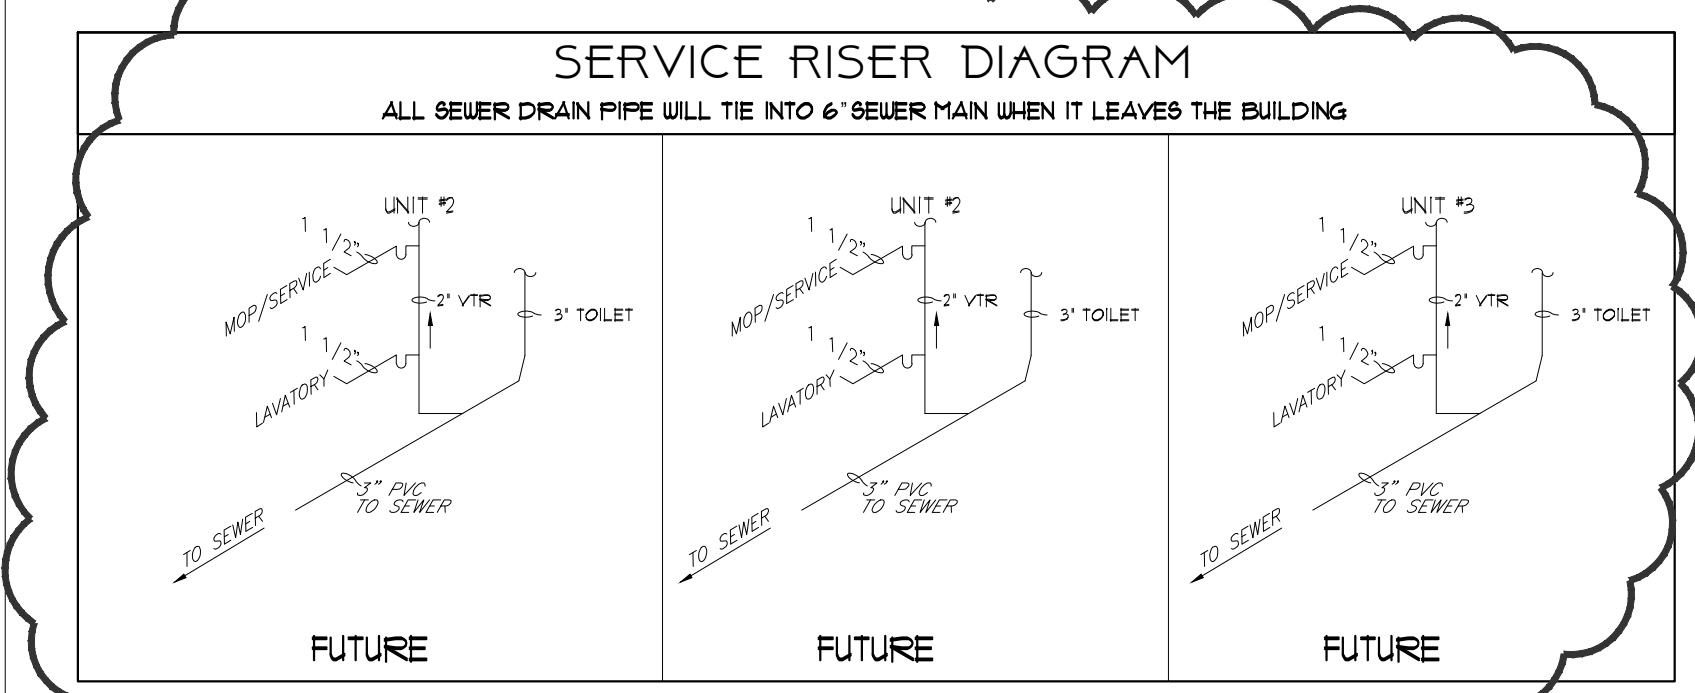 SERVICE RISER DIAGRAM
ALL SEWER DRAIN PIPE WILL TIE INTO 6" SEWER MAIN WHEN IT LEAVES THE BUILDING
UNIT #2
1 1/2"
MOP/SERVICE
2" VTR
3" TOILET
1 1/2"
LAVATORY
3" PVC
TO SEWER
TO SEWER
FUTURE
UNIT #2
1 1/2"
MOP/SERVICE
2" VTR
3" TOILET
1 1/2"
LAVATORY
3" PVC
TO SEWER
TO SEWER
FUTURE
UNIT #3
1 1/2"
MOP/SERVICE
2" VTR
3" TOILET
1 1/2"
LAVATORY
3" PVC
TO SEWER
TO SEWER
FUTURE